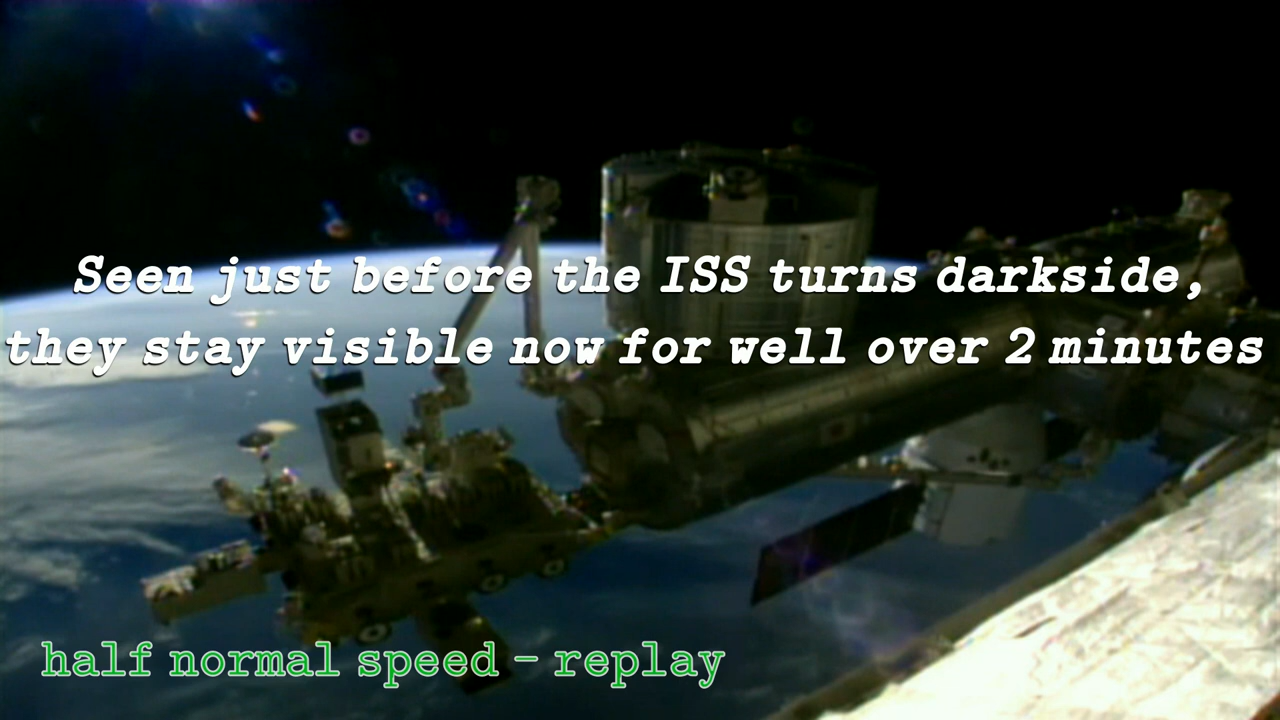 Seen just before the ISS turns darkside,
they stay visible now for well over 2 minutes
half normal speed - replay